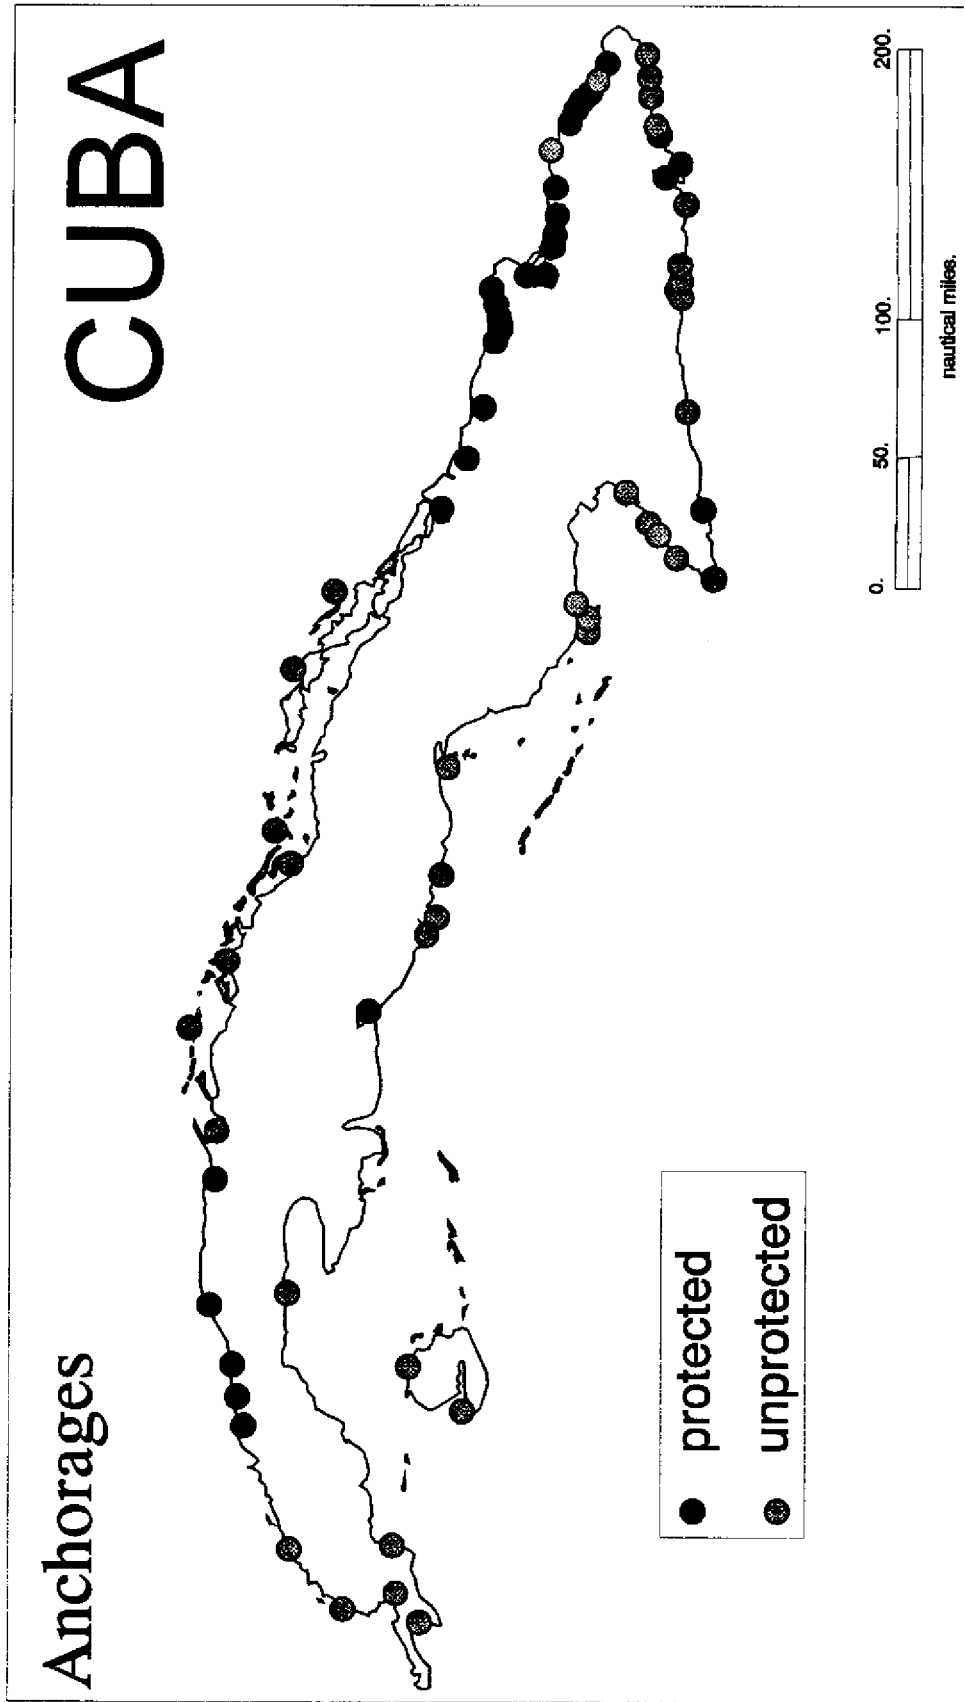 Anchorages
CUBA
protected
unprotected
0. 50. 100. 200.
nautical miles.